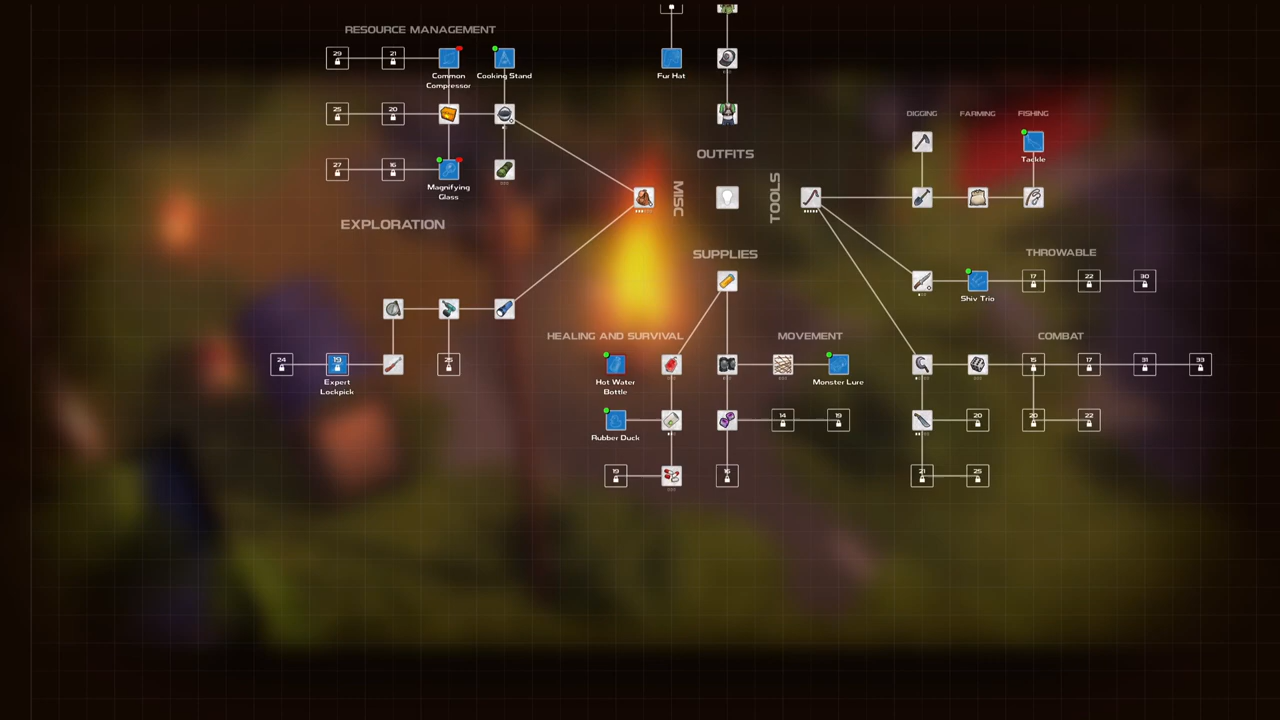 RESOURCE MANAGEMENT
29
21
Common
Compressor
Cooking Stand
Fur Hat
25
20
DIGGING
FARMING
FISHING
27
16
Magnifying
Glass
OUTFITS
Tackle
MISC
TOOLS
EXPLORATION
SUPPLIES
THROWABLE
Shiv Trio
17
22
30
HEALING AND SURVIVAL
MOVEMENT
COMBAT
24
19
Expert
Lockpick
25
Hot Water
Bottle
Monster Lure
15
17
31
33
Rubber Duck
14
19
20
20
22
19
16
21
25